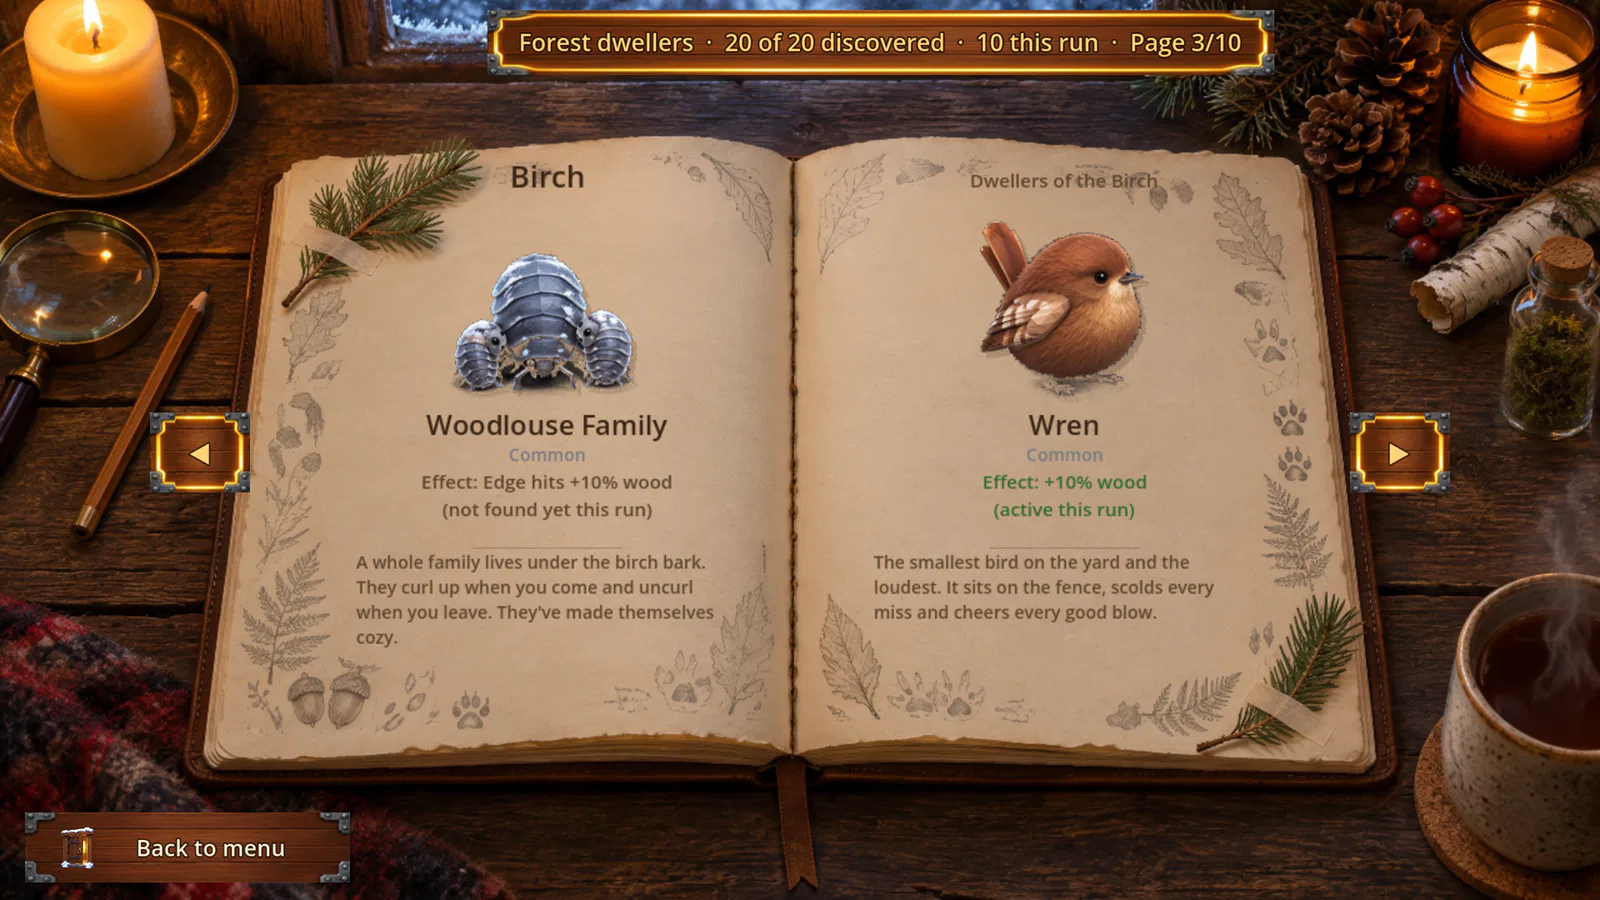 Forest dwellers · 20 of 20 discovered · 10 this run · Page 3/10
Birch
Woodlouse Family
Common
Effect: Edge hits +10% wood
(not found yet this run)
A whole family lives under the birch bark.
They curl up when you come and uncurl
when you leave. They've made themselves
cozy.
Dwellers of the Birch
Wren
Common
Effect: +10% wood
(active this run)
The smallest bird on the yard and the
loudest. It sits on the fence, scolds every
miss and cheers every good blow.
Back to menu